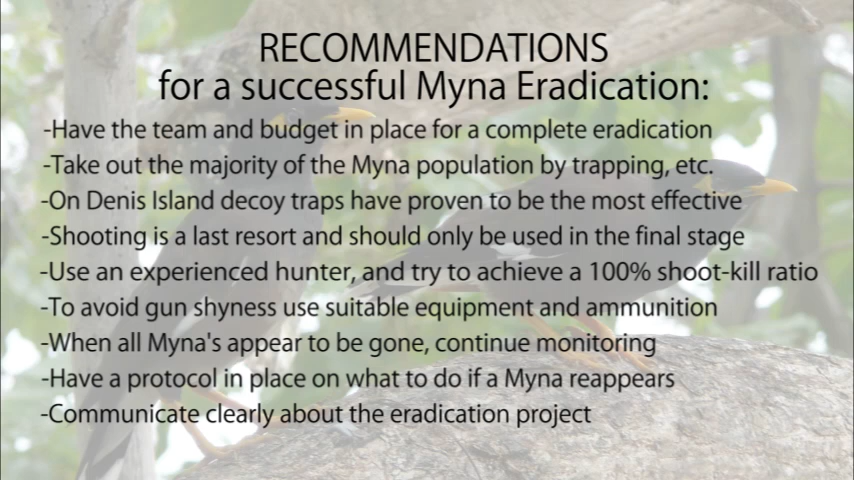 RECOMMENDATIONS
for a successful Myna Eradication:
-Have the team and budget in place for a complete eradication
-Take out the majority of the Myna population by trapping, etc.
-On Denis Island decoy traps have proven to be the most effective
-Shooting is a last resort and should only be used in the final stage
-Use an experienced hunter, and try to achieve a 100% shoot-kill ratio
-To avoid gun shyness use suitable equipment and ammunition
-When all Myna's appear to be gone, continue monitoring
-Have a protocol in place on what to do if a Myna reappears
-Communicate clearly about the eradication project